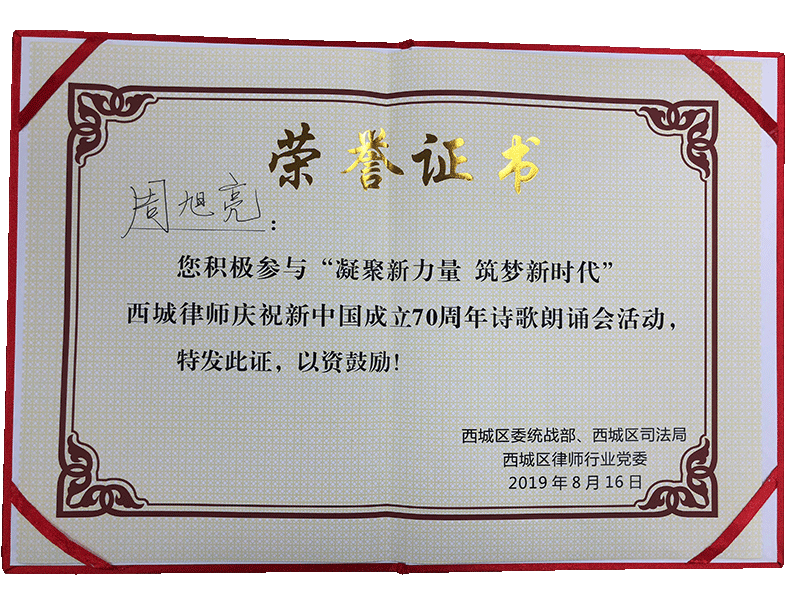 荣誉证书
周旭亮：
您积极参与“凝聚新力量 筑梦新时代”
西城律师庆祝新中国成立70周年诗歌朗诵会活动，
特发此证，以资鼓励！
西城区委统战部、西城区司法局
西城区律师行业党委
2019年8月16日